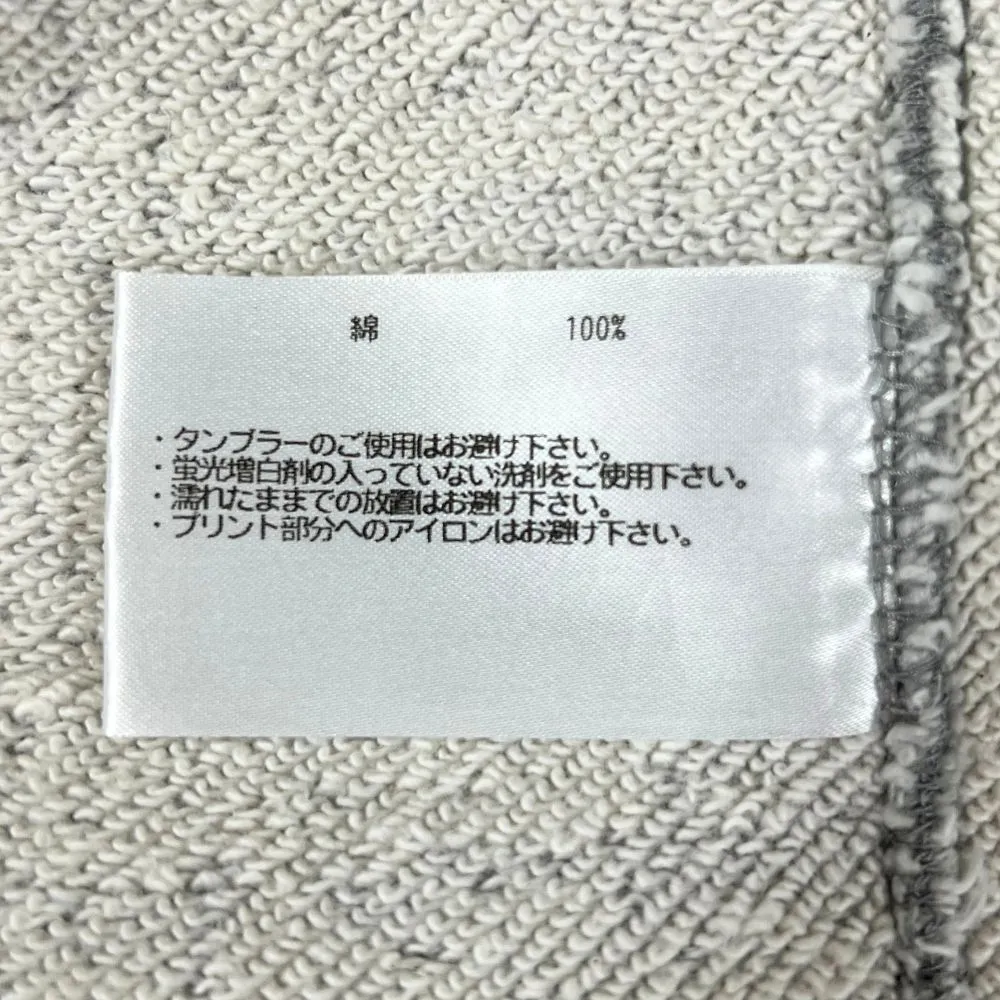 綿 100%
・タンブラーのご使用はお避け下さい。
・蛍光増白剤の入っていない洗剤をご使用下さい。
・濡れたままでの放置はお避け下さい。
・プリント部分へのアイロンはお避け下さい。